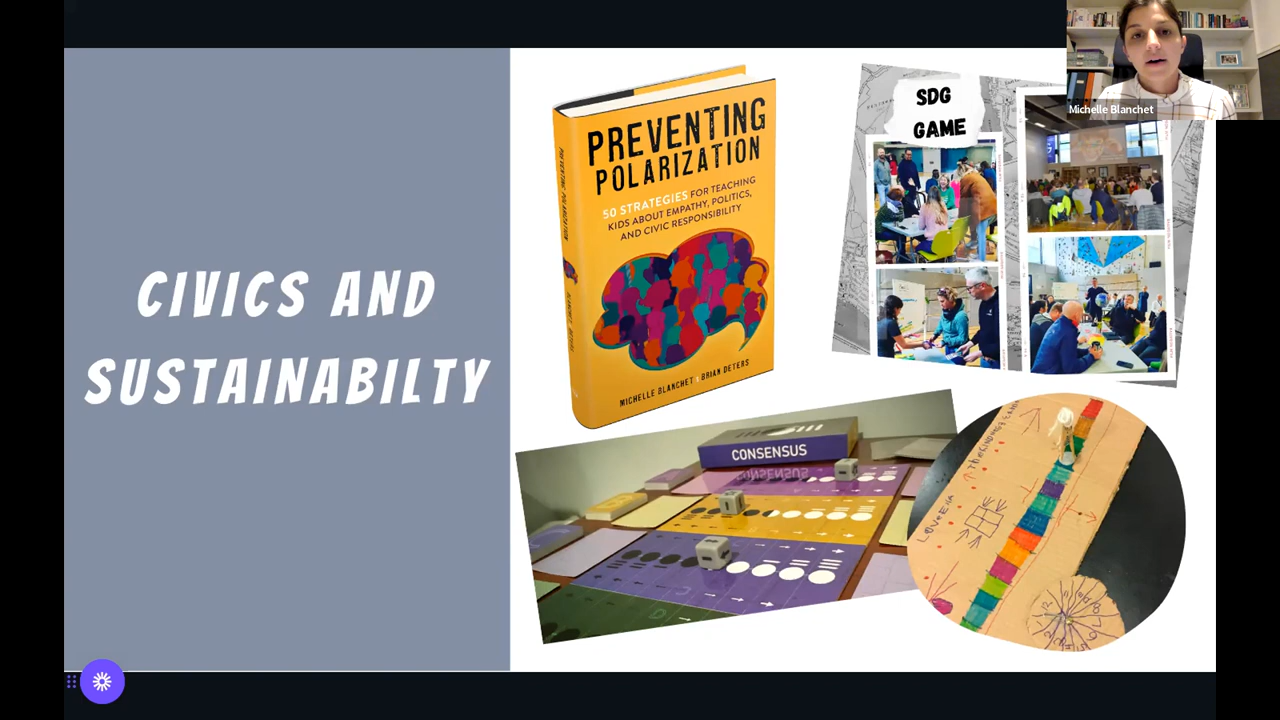 CIVICS AND
SUSTAINABILTY
PREVENTING
POLARIZATION
50 STRATEGIES FOR TEACHING
KIDS ABOUT EMPATHY, POLITICS,
AND CIVIC RESPONSIBILITY
MICHELLE BLANCHET BRIAN DETERS
SDG
GAME
Michelle Blanchet
CONSENSUS